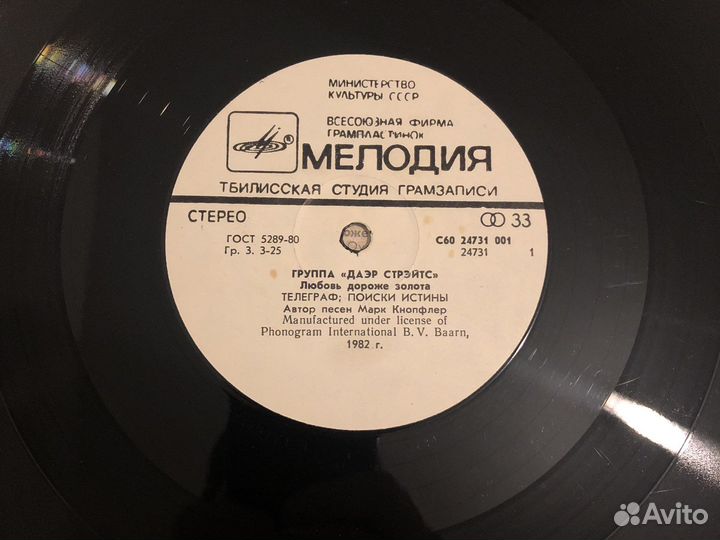 МИНИСТЕРСТВО
КУЛЬТУРЫ СССР
ВСЕСОЮЗНАЯ ФИРМА
ГРАМПЛАСТИНОК
МЕЛОДИЯ
ТБИЛИССКАЯ СТУДИЯ ГРАМЗАПИСИ
СТЕРЕО
33
ГОСТ 5289-80
Гр. 3. 3-25
С60 24731 001
24731 1
ГРУППА «ДАЭР СТРЭЙТС»
Любовь дороже золота
ТЕЛЕГРАФ; ПОИСКИ ИСТИНЫ
Автор песен Марк Кнопфлер
Manufactured under license of
Phonogram International B. V. Baarn,
1982 г.
Avito